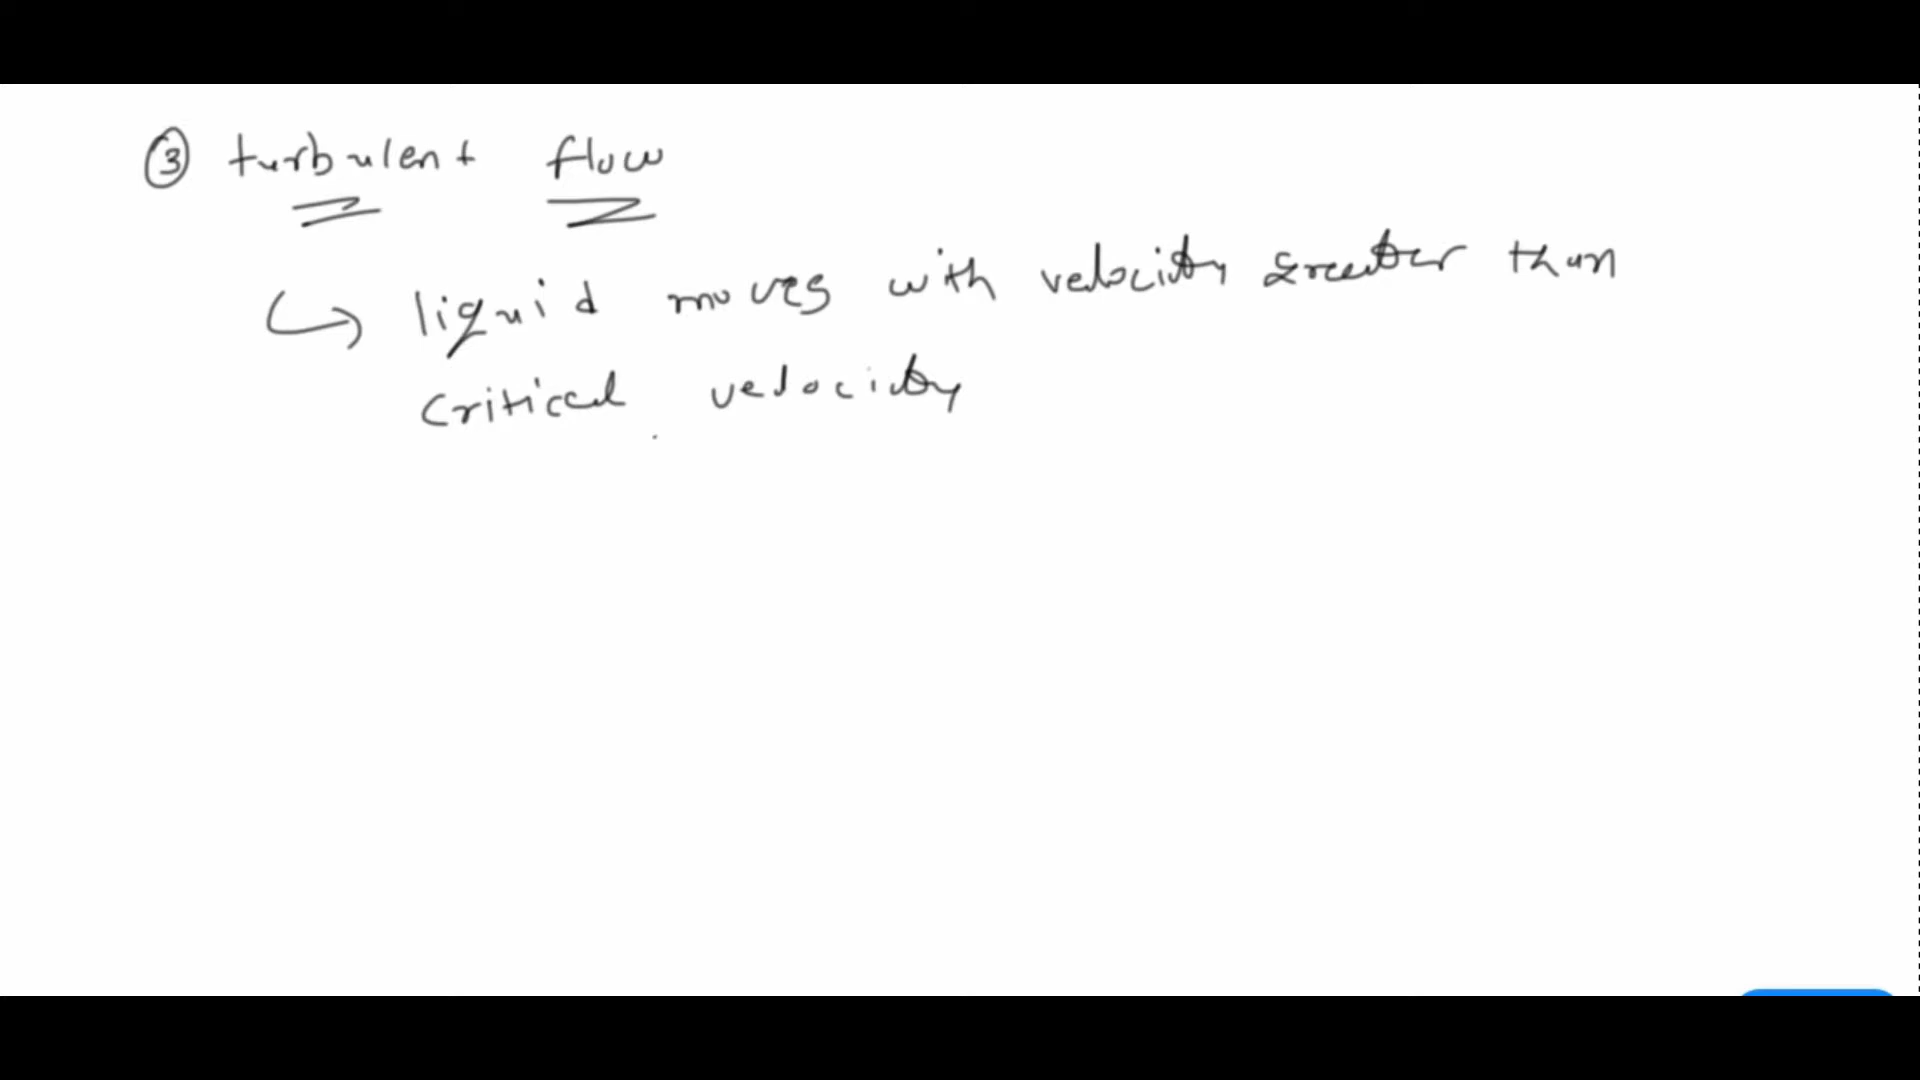 ③ turbulent flow
↪ liquid moves with velocity greater than
critical velocity